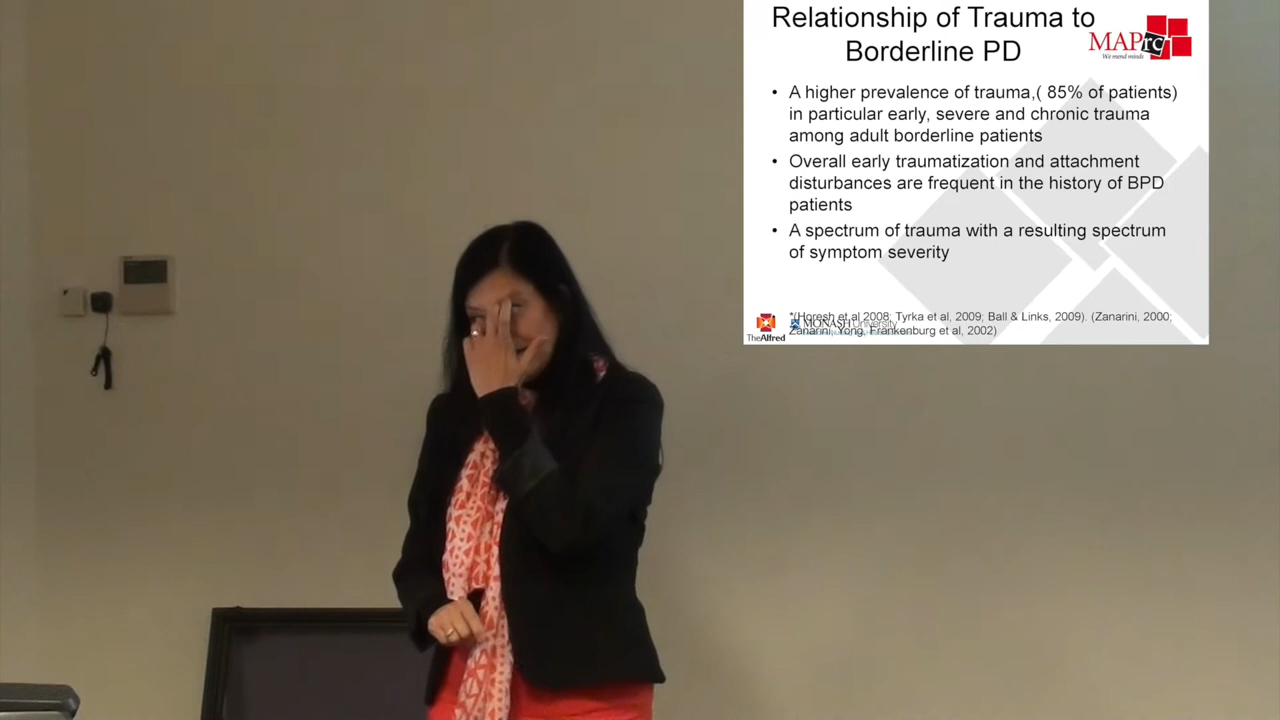 Relationship of Trauma to
Borderline PD
MAPrc
We mend minds
• A higher prevalence of trauma,( 85% of patients)
in particular early, severe and chronic trauma
among adult borderline patients
• Overall early traumatization and attachment
disturbances are frequent in the history of BPD
patients
• A spectrum of trauma with a resulting spectrum
of symptom severity
*(Horesh et al 2008; Tyrka et al, 2009; Ball & Links, 2009). (Zanarini, 2000;
Zanarini, Yong, Frankenburg et al, 2002)
MONASH University
TheAlfred